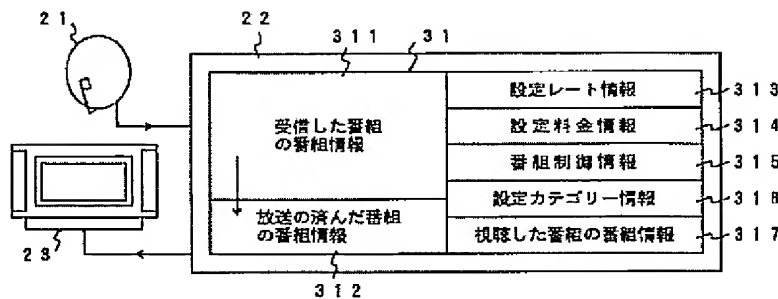 21
22
311
31
受信した番組
の番組情報
放送の済んだ番組
の番組情報
312
設定レート情報
313
設定料金情報
314
番組制御情報
315
設定カテゴリー情報
316
視聴した番組の番組情報
317
23